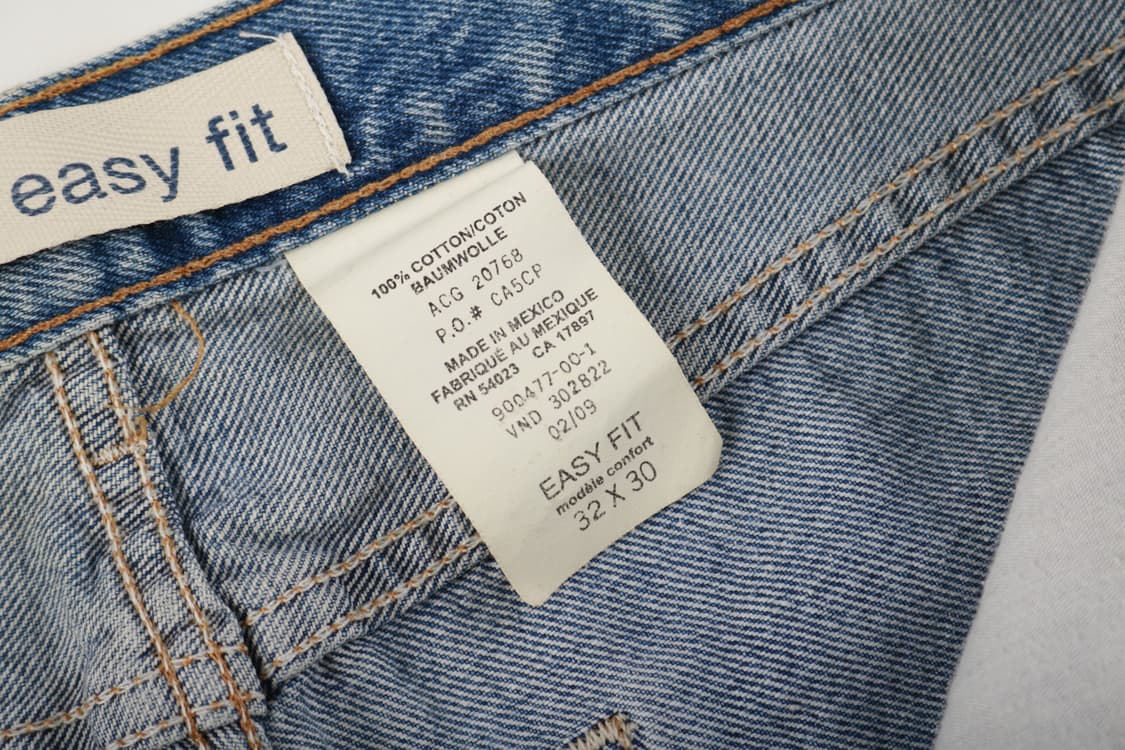 easy fit
100% COTTON/COTON
BAUMWOLLE
ACG 20768
P.O.# CA5CP
MADE IN MEXICO
FABRIQUÉ AU MEXIQUE
RN 54023 CA 17897
900477-00-1
VND 302822
02/09
EASY FIT
modèle confort
32 X 30